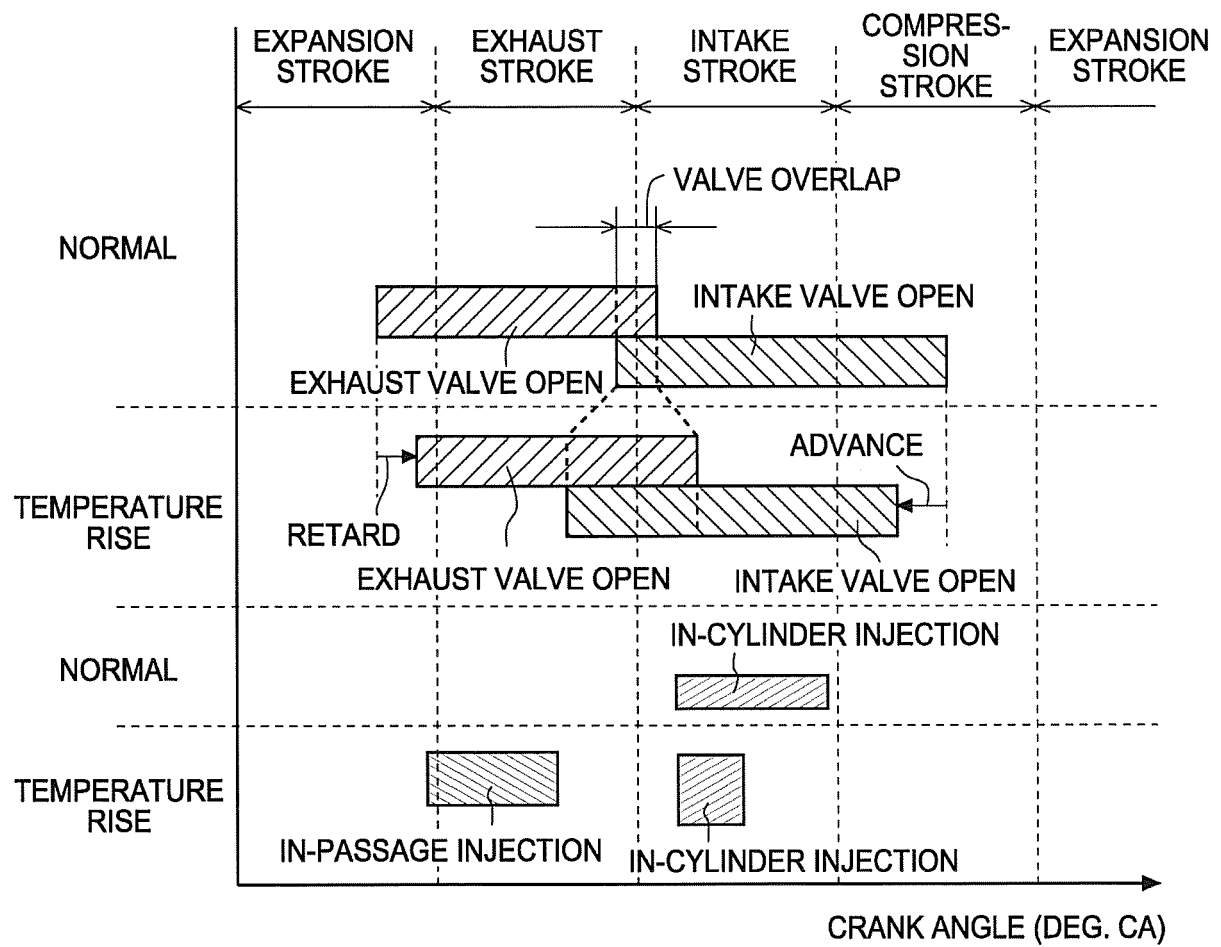 EXPANSION
STROKE
EXHAUST
STROKE
INTAKE
STROKE
COMPRES-
SION
STROKE
EXPANSION
STROKE
VALVE OVERLAP
NORMAL
INTAKE VALVE OPEN
EXHAUST VALVE OPEN
ADVANCE
TEMPERATURE
RISE
RETARD
EXHAUST VALVE OPEN
INTAKE VALVE OPEN
IN-CYLINDER INJECTION
NORMAL
TEMPERATURE
RISE
IN-PASSAGE INJECTION
IN-CYLINDER INJECTION
CRANK ANGLE (DEG. CA)